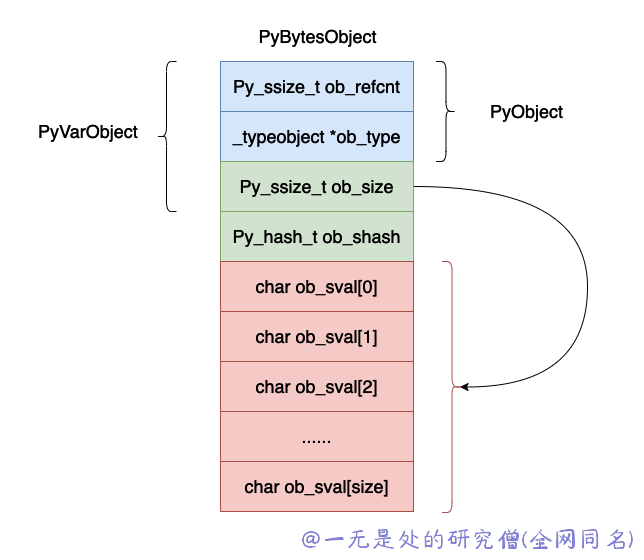 PyBytesObject
Py_ssize_t ob_refcnt
PyObject
_typeobject *ob_type
PyVarObject
Py_ssize_t ob_size
Py_hash_t ob_shash
char ob_sval[0]
char ob_sval[1]
char ob_sval[2]
......
char ob_sval[size]
@一无是处的研究僧(全网同名)